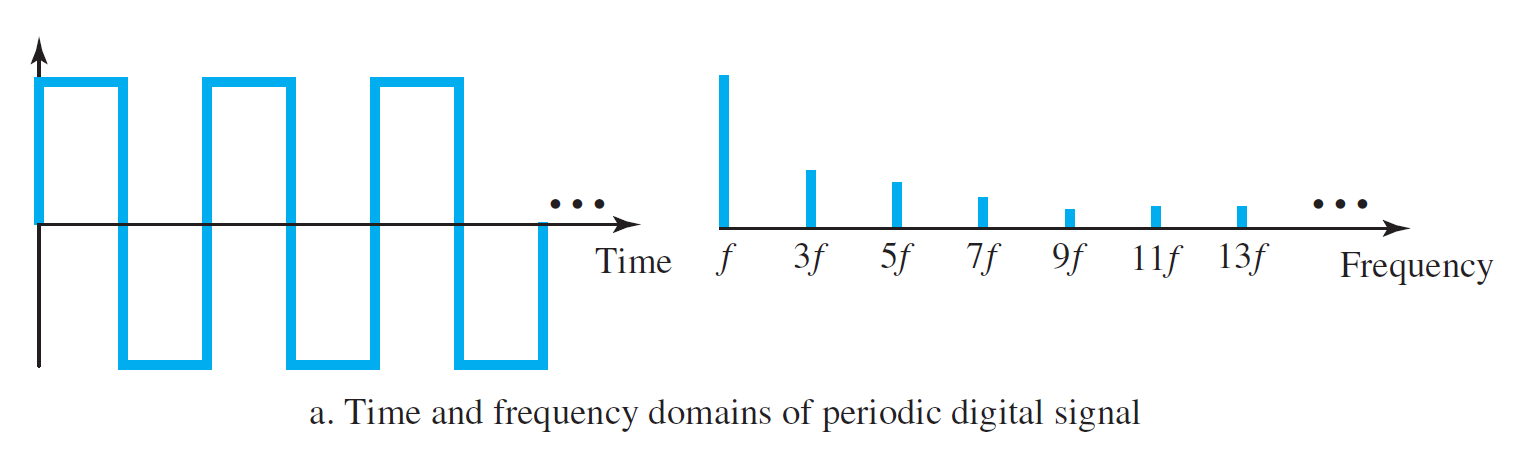 Time
f 3f 5f 7f 9f 11f 13f
Frequency
a. Time and frequency domains of periodic digital signal